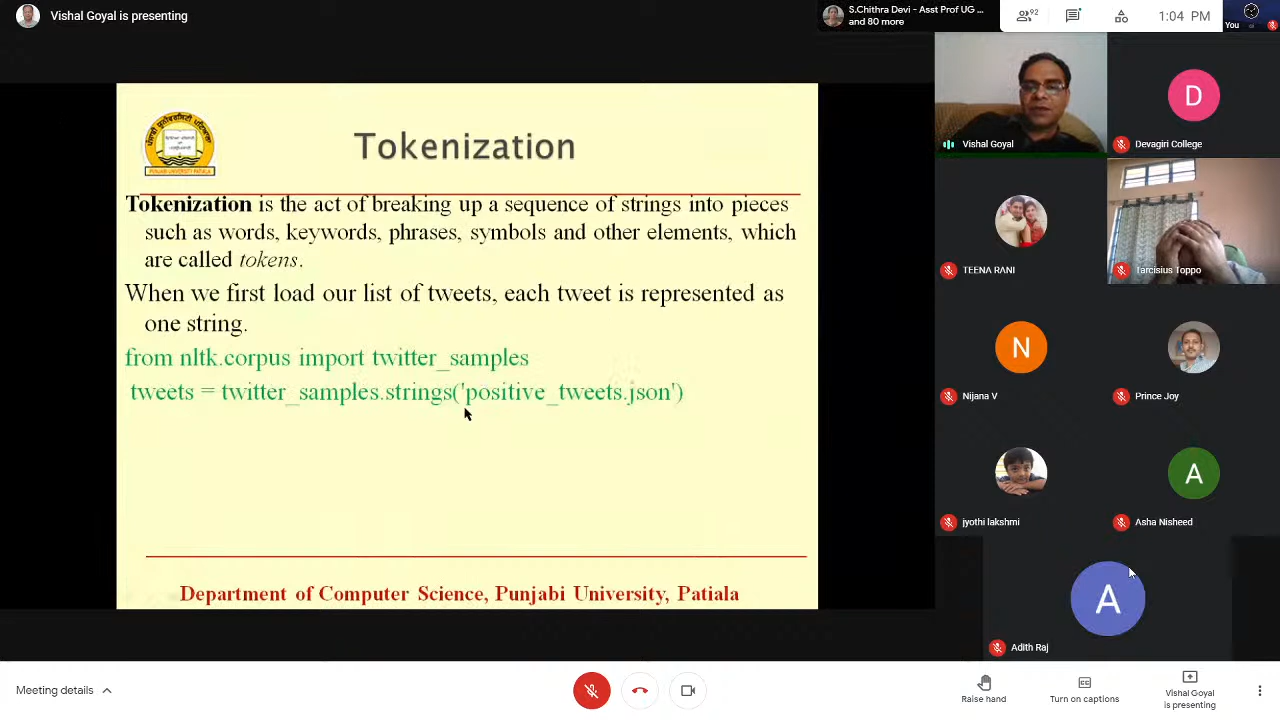 Vishal Goyal is presenting
S.Chithra Devi - Asst Prof UG ...
and 80 more
92
1:04 PM
You
Tokenization
Tokenization is the act of breaking up a sequence of strings into pieces
such as words, keywords, phrases, symbols and other elements, which
are called tokens.
When we first load our list of tweets, each tweet is represented as
one string.
from nltk.corpus import twitter_samples
tweets = twitter_samples.strings('positive_tweets.json')
Department of Computer Science, Punjabi University, Patiala
Vishal Goyal
D
Devagiri College
TEENA RANI
Tarcisius Toppo
N
Nijana V
Prince Joy
jyothi lakshmi
A
Asha Nisheed
A
Adith Raj
Meeting details
Raise hand
Turn on captions
Vishal Goyal
is presenting